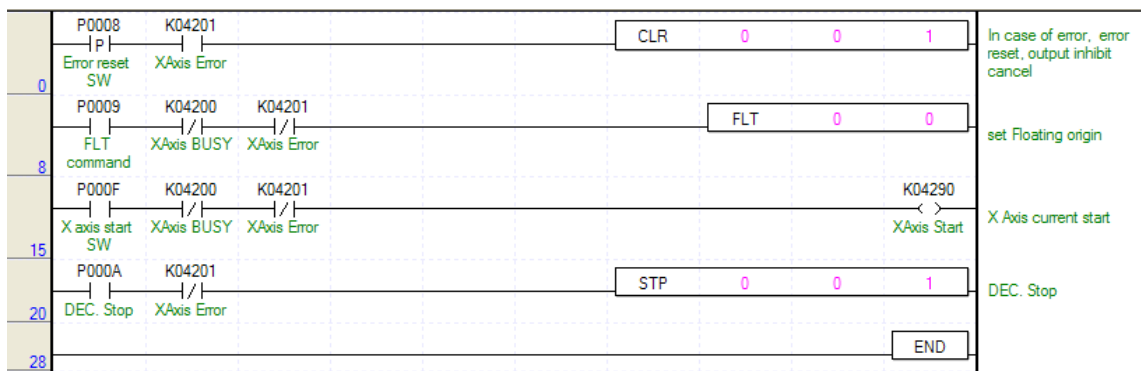 P0008 K04201
P
CLR 0 0 1
In case of error, error
reset, output inhibit
cancel
Error reset XAxis Error
SW
0
P0009 K04200 K04201
FLT 0 0
set Floating origin
FLT XAxis BUSY XAxis Error
command
8
P000F K04200 K04201 K04290
X Axis current start
X axis start XAxis BUSY XAxis Error XAxis Start
SW
15
P000A K04201
STP 0 0 1
DEC. Stop
DEC. Stop XAxis Error
20
END
28